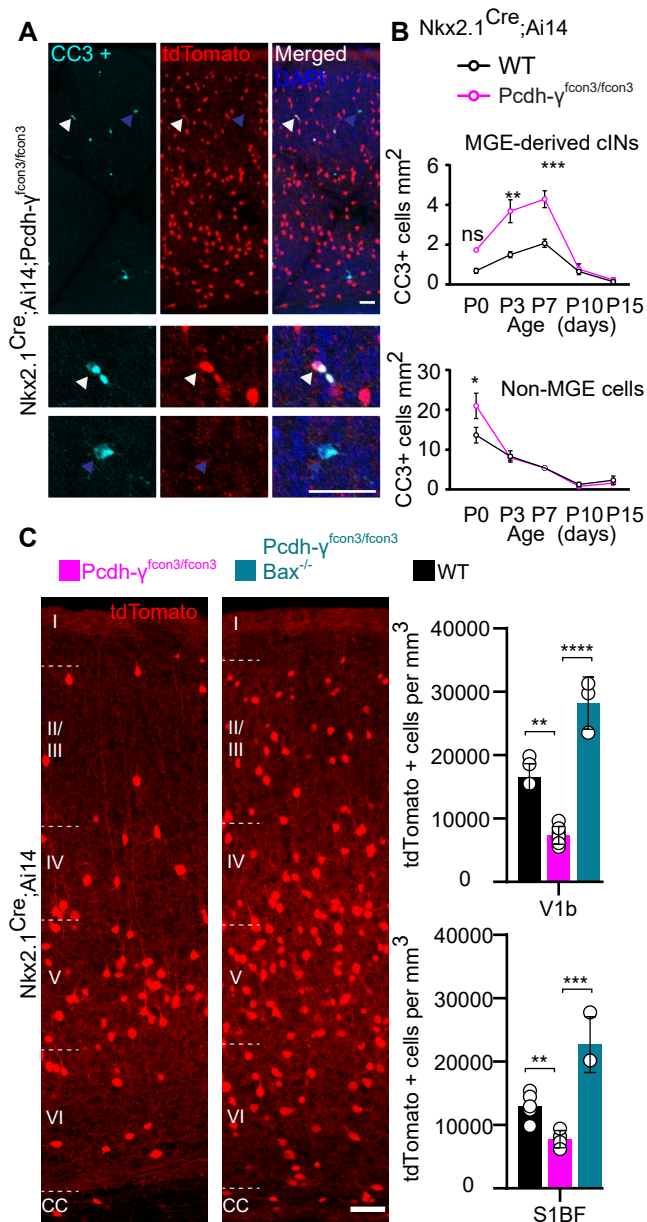 A
CC3 +
tdTomato
Merged
DAPI
Nkx2.1Cre;Ai14;Pcdh-γfcon3/fcon3
B
Nkx2.1Cre;Ai14
WT
Pcdh-γfcon3/fcon3
MGE-derived cINs
CC3+ cells mm2
6
4
2
0
ns
**
***
P0 P3 P7 P10 P15
Age (days)
Non-MGE cells
CC3+ cells mm2
30
20
10
0
*
P0 P3 P7 P10 P15
Age (days)
C
Pcdh-γfcon3/fcon3
Pcdh-γfcon3/fcon3
Bax-/-
WT
Nkx2.1Cre;Ai14
tdTomato
I
II/
III
IV
V
VI
CC
I
II/
III
IV
V
VI
CC
tdTomato + cells per mm3
40000
30000
20000
10000
0
**
****
V1b
tdTomato + cells per mm3
40000
30000
20000
10000
0
**
***
S1BF